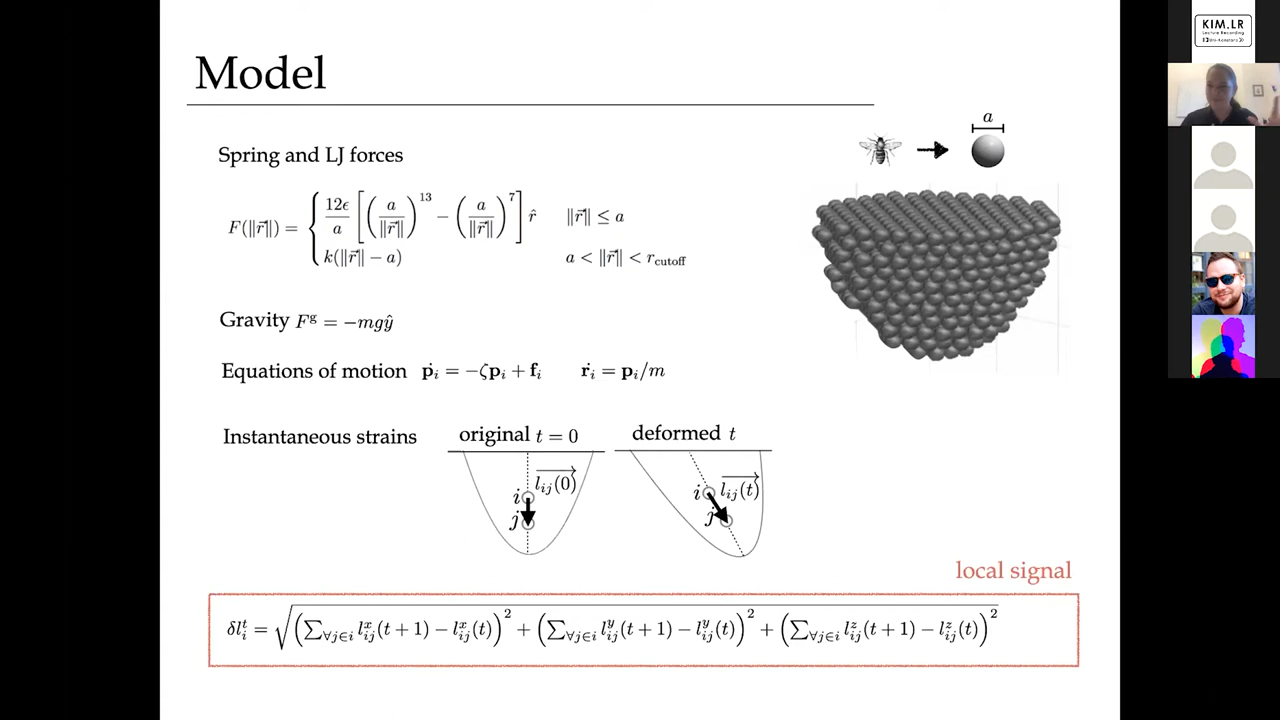 KIM.LR
Lecture Recording
Model
a
Spring and LJ forces
F(‖r⃗‖) = { 12ϵ/a [(a/‖r⃗‖)^13 − (a/‖r⃗‖)^7] r̂ ‖r⃗‖ ≤ a
k(‖r⃗‖ − a) a < ‖r⃗‖ < r_cutoff
Gravity F^g = −mgŷ
Equations of motion ṗ_i = −ζp_i + f_i ṙ_i = p_i/m
Instantaneous strains
original t = 0
deformed t
i
l_ij(0)
j
i
l_ij(t)
j
local signal
δl_i^t = √((∑_∀j∈i l_ij^x(t+1) − l_ij^x(t))^2 + (∑_∀j∈i l_ij^y(t+1) − l_ij^y(t))^2 + (∑_∀j∈i l_ij^z(t+1) − l_ij^z(t))^2)